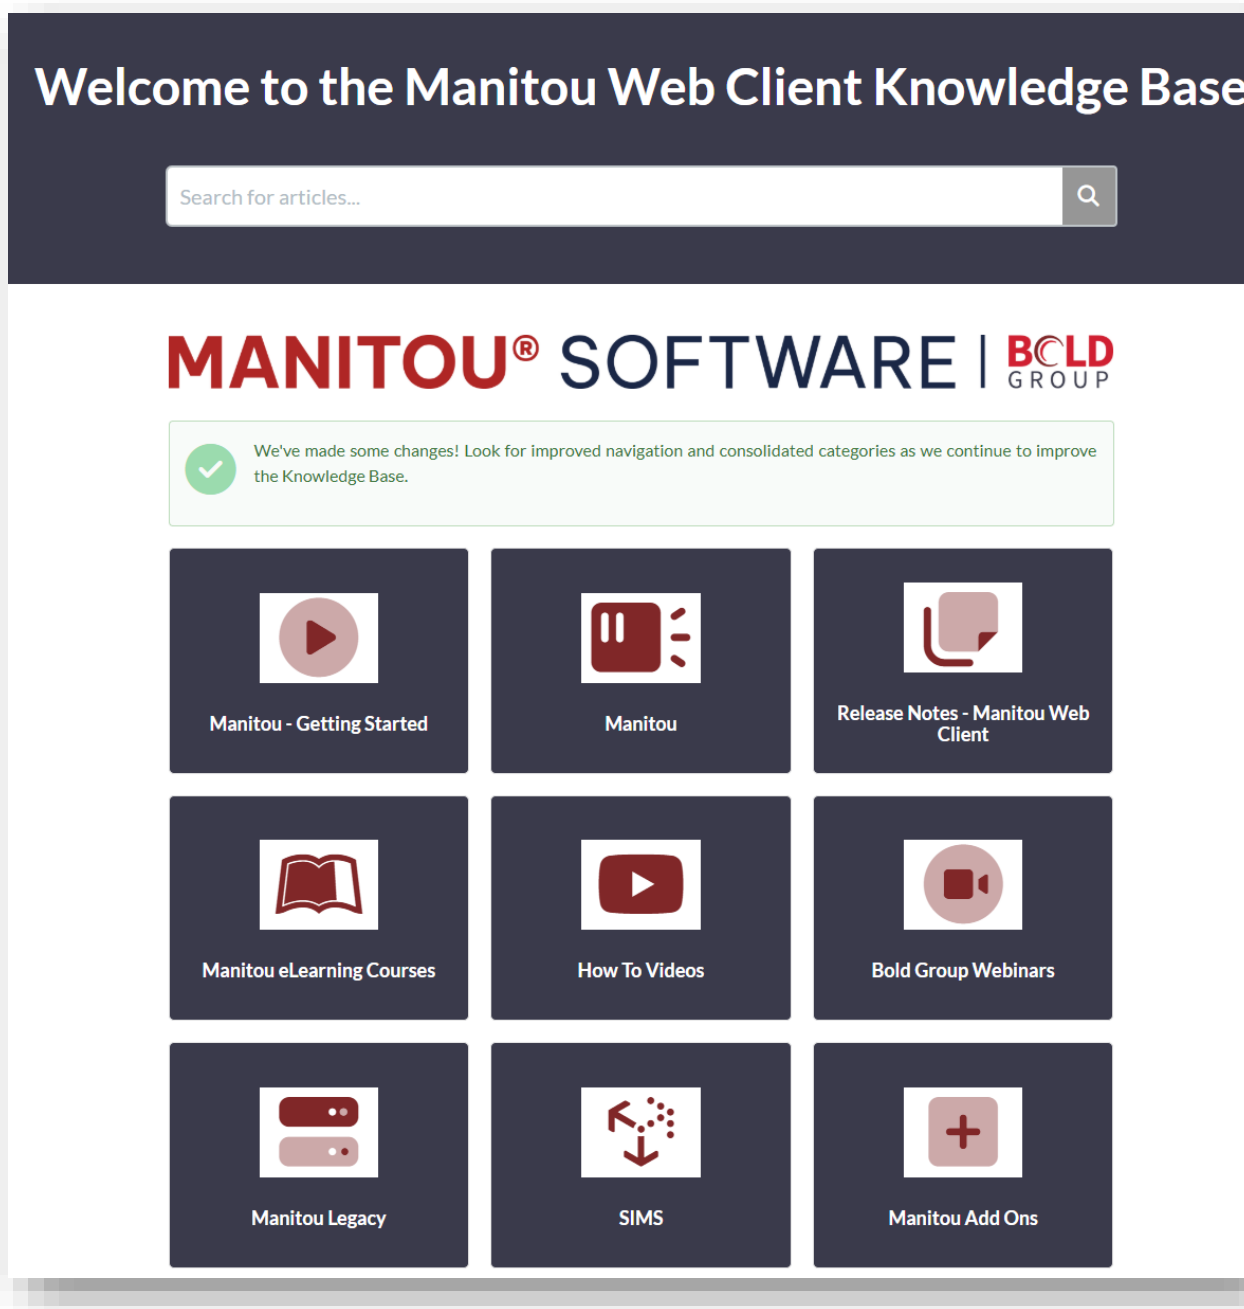 Welcome to the Manitou Web Client Knowledge Base
Search for articles...
MANITOU® SOFTWARE | BOLD GROUP
We've made some changes! Look for improved navigation and consolidated categories as we continue to improve
the Knowledge Base.
Manitou - Getting Started
Manitou
Release Notes - Manitou Web
Client
Manitou eLearning Courses
How To Videos
Bold Group Webinars
Manitou Legacy
SIMS
Manitou Add Ons